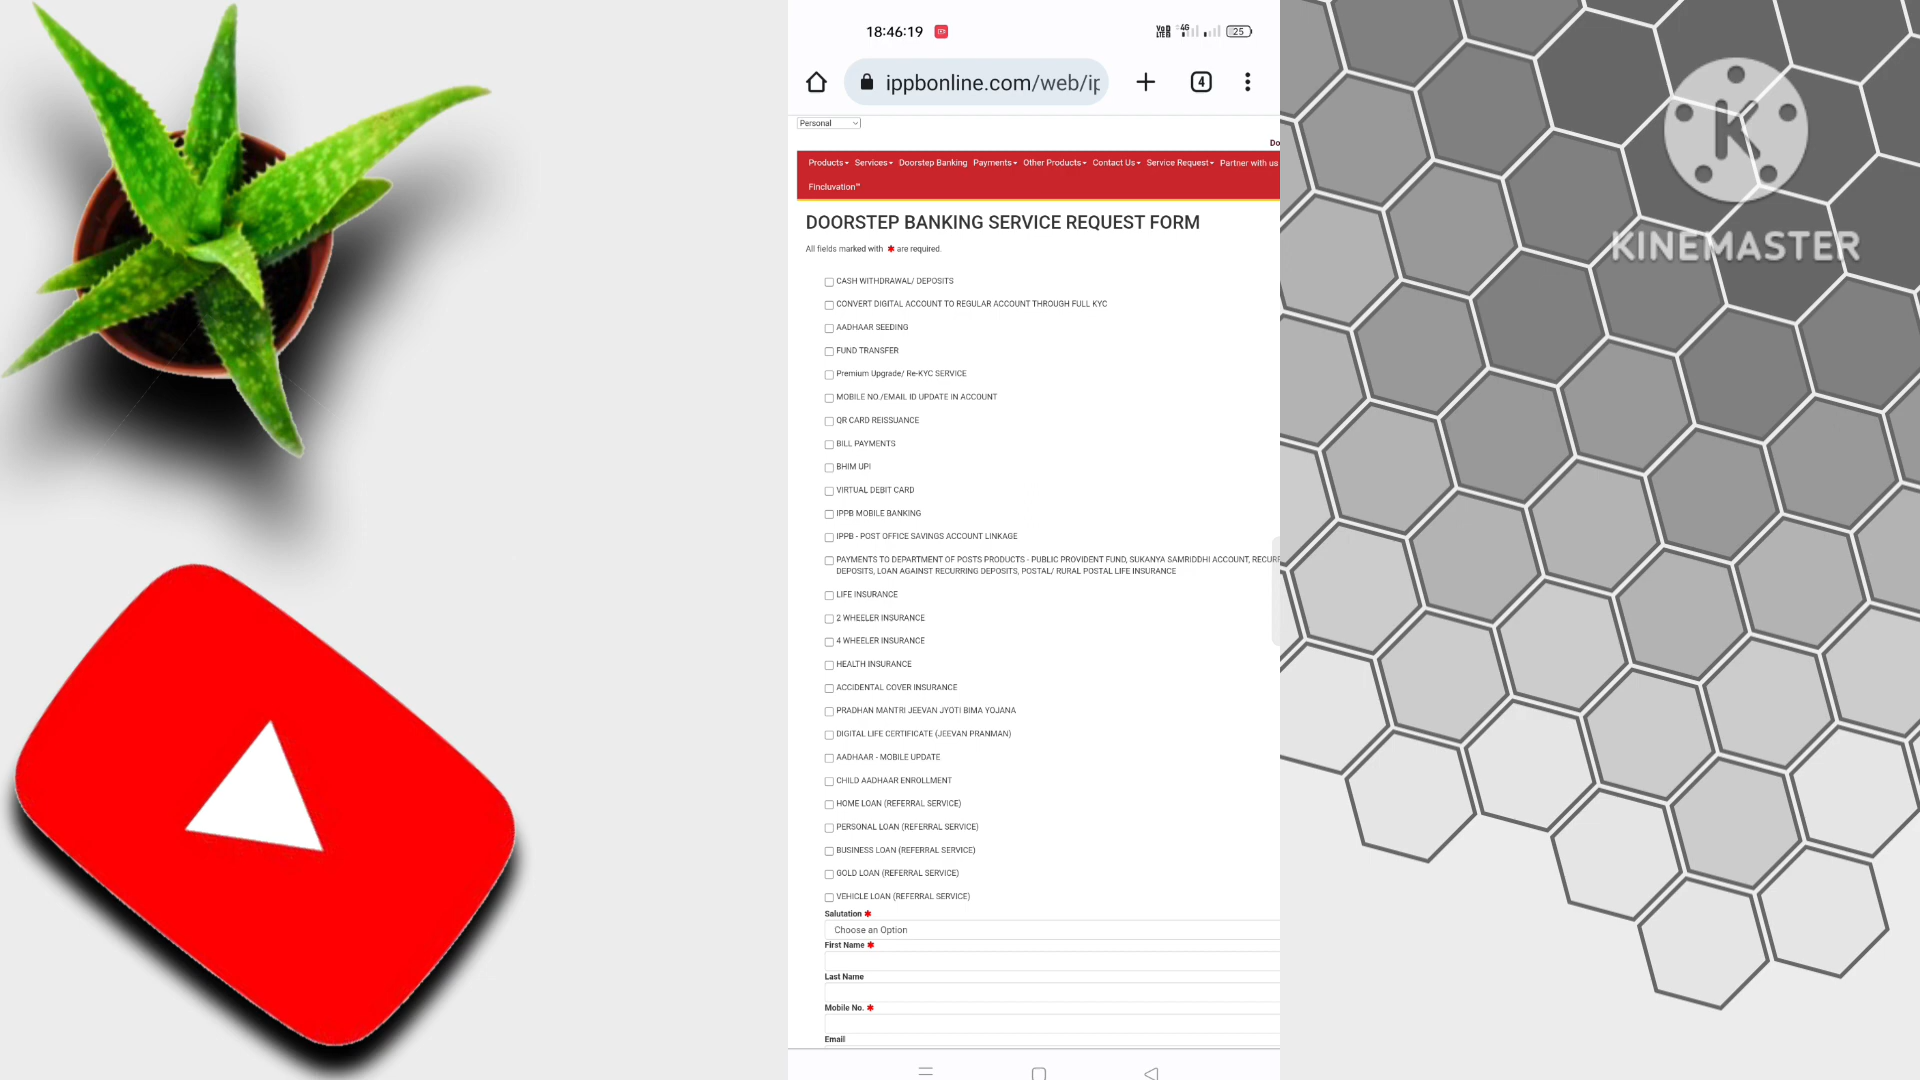 18:46:19
VoD LTED 4G 25
ippbonline.com/web/ip
4
Personal
Do
Products Services Doorstep Banking Payments Other Products Contact Us Service Request Partner with us
Fincluvation™
DOORSTEP BANKING SERVICE REQUEST FORM
All fields marked with * are required.
CASH WITHDRAWAL/ DEPOSITS
CONVERT DIGITAL ACCOUNT TO REGULAR ACCOUNT THROUGH FULL KYC
AADHAAR SEEDING
FUND TRANSFER
Premium Upgrade/ Re-KYC SERVICE
MOBILE NO./EMAIL ID UPDATE IN ACCOUNT
QR CARD REISSUANCE
BILL PAYMENTS
BHIM UPI
VIRTUAL DEBIT CARD
IPPB MOBILE BANKING
IPPB - POST OFFICE SAVINGS ACCOUNT LINKAGE
PAYMENTS TO DEPARTMENT OF POSTS PRODUCTS - PUBLIC PROVIDENT FUND, SUKANYA SAMRIDDHI ACCOUNT, RECURR
DEPOSITS, LOAN AGAINST RECURRING DEPOSITS, POSTAL/ RURAL POSTAL LIFE INSURANCE
LIFE INSURANCE
2 WHEELER INSURANCE
4 WHEELER INSURANCE
HEALTH INSURANCE
ACCIDENTAL COVER INSURANCE
PRADHAN MANTRI JEEVAN JYOTI BIMA YOJANA
DIGITAL LIFE CERTIFICATE (JEEVAN PRANMAN)
AADHAAR - MOBILE UPDATE
CHILD AADHAAR ENROLLMENT
HOME LOAN (REFERRAL SERVICE)
PERSONAL LOAN (REFERRAL SERVICE)
BUSINESS LOAN (REFERRAL SERVICE)
GOLD LOAN (REFERRAL SERVICE)
VEHICLE LOAN (REFERRAL SERVICE)
Salutation *
Choose an Option
First Name *
Last Name
Mobile No. *
Email
K
KINEMASTER